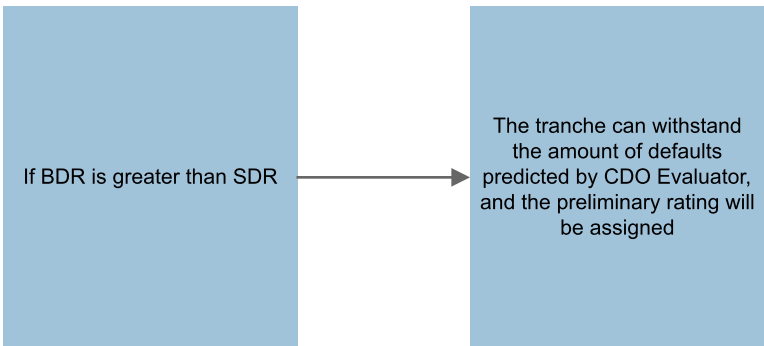 If BDR is greater than SDR
The tranche can withstand
the amount of defaults
predicted by CDO Evaluator,
and the preliminary rating will
be assigned